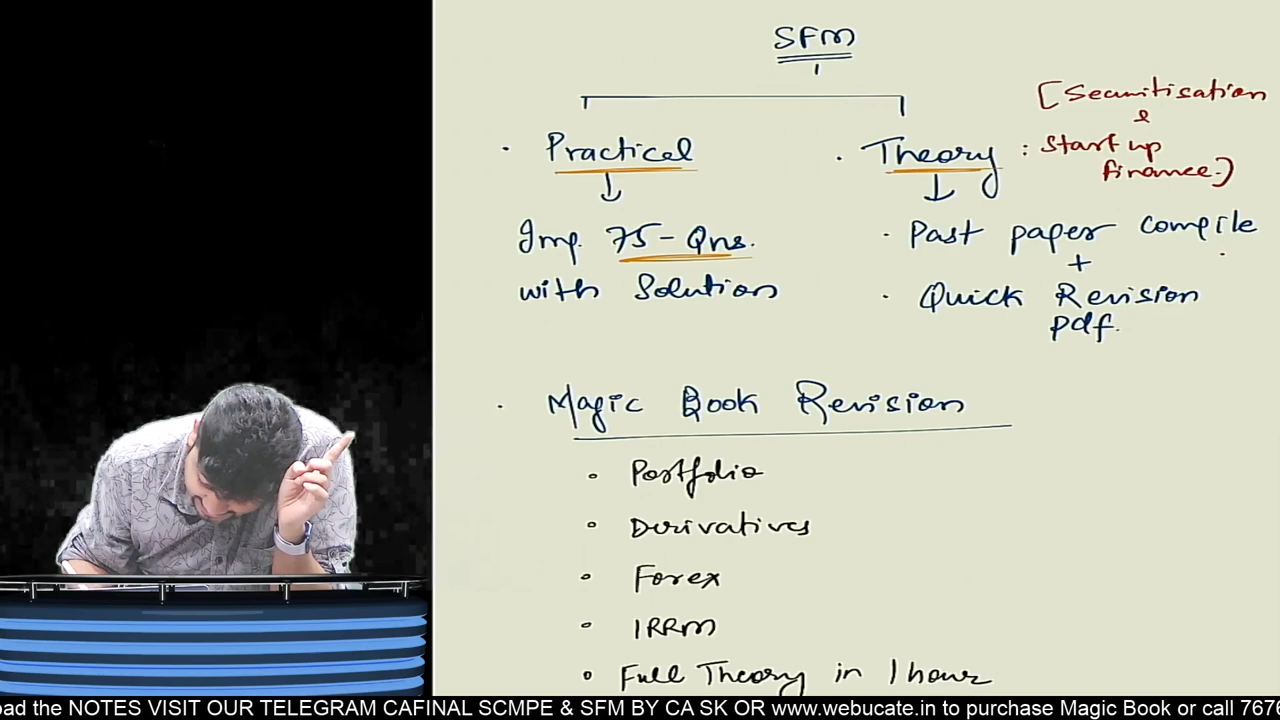 SFM
[Securitisation
&
· Practical · Theory : Start up
finance.)
Imp. 75-Qns. · Past paper compile
+
with Solution · Quick Revision
pdf.
· Magic Book Revision
Portfolio
Derivatives
Forex
IRRM
Full Theory in 1 hour
oad the NOTES VISIT OUR TELEGRAM CAFINAL SCMPE & SFM BY CA SK OR www.webucate.in to purchase Magic Book or call 7676